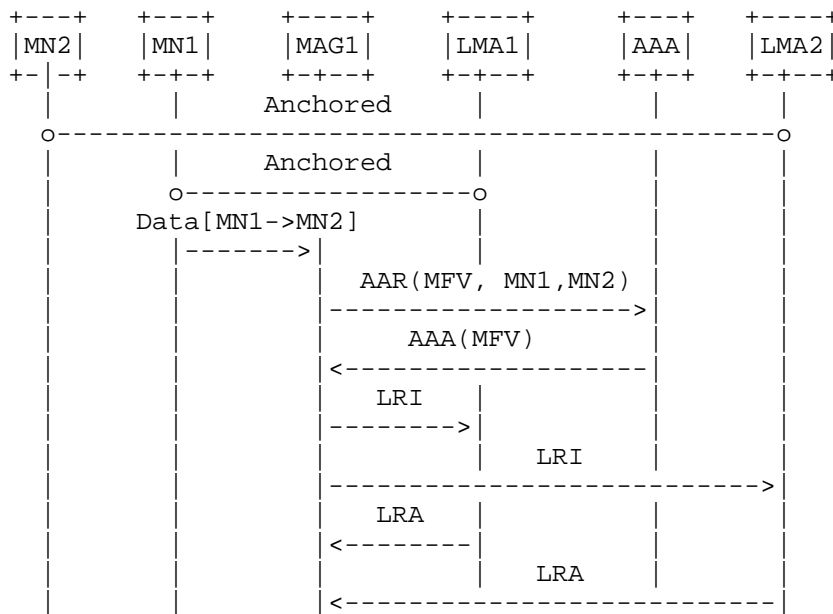 +---+ +---+ +----+ +----+ +---+ +----+
|MN2| |MN1| |MAG1| |LMA1| |AAA| |LMA2|
+-|-+ +-+-+ +-+--+ +-+--+ +-+-+ +-+--+
| | Anchored | | |
o---------------------------------------------o
| | Anchored | | |
| o------------------o | |
Data[MN1->MN2] | | |
| |------->| | | |
| | | AAR(MFV, MN1,MN2) | |
| | |------------------->| |
| | | AAA(MFV) | |
| | |<-------------------| |
| | | LRI | | |
| | |-------->| | |
| | | | LRI | |
| | |--------------------------->|
| | | LRA | | |
| | |<--------| | |
| | | | LRA | |
| | |<---------------------------|